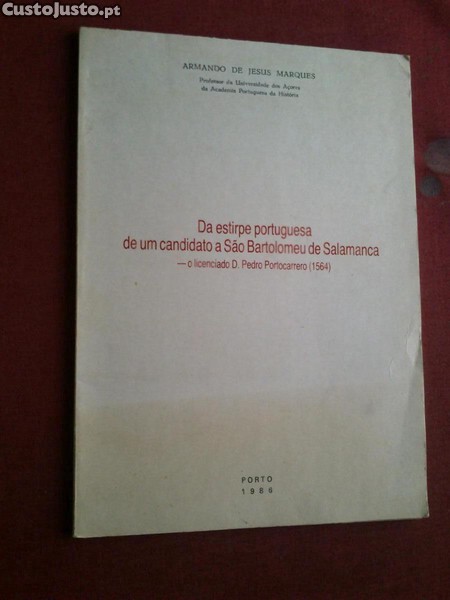 CustoJusto.pt
ARMANDO DE JESUS MARQUES
Professor da Universidade dos Açores
da Academia Portuguesa da História
Da estirpe portuguesa
de um candidato a São Bartolomeu de Salamanca
— o licenciado D. Pedro Portocarrero (1564)
PORTO
1986